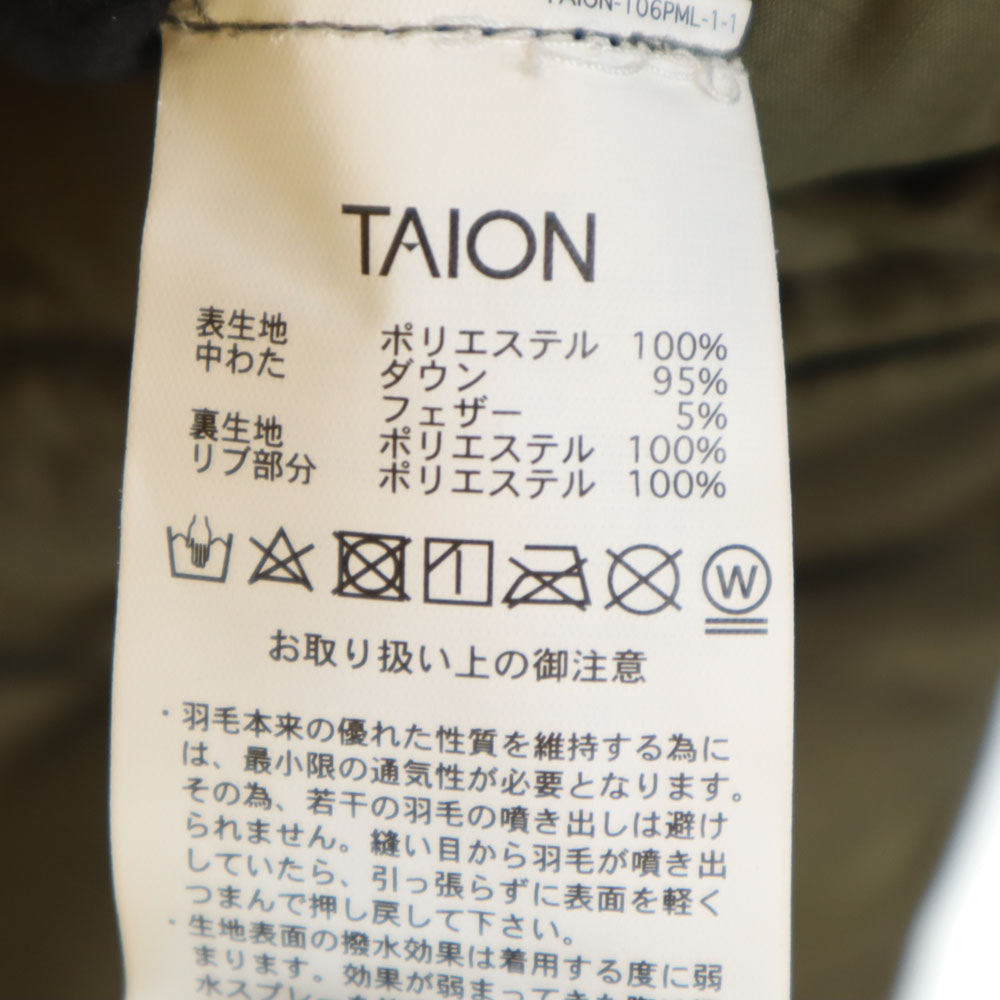 TAION-106PML-1-1
TAION
表生地 ポリエステル 100%
中わた ダウン 95%
フェザー 5%
裏生地 ポリエステル 100%
リブ部分 ポリエステル 100%
W
お取り扱い上の御注意
・羽毛本来の優れた性質を維持する為に
は、最小限の通気性が必要となります。
その為、若干の羽毛の噴き出しは避け
られません。縫い目から羽毛が噴き出
していたら、引っ張らずに表面を軽く
つまんで押し戻して下さい。
・生地表面の撥水効果は着用する度に弱
まります。効果が弱まってきた
水スプレー